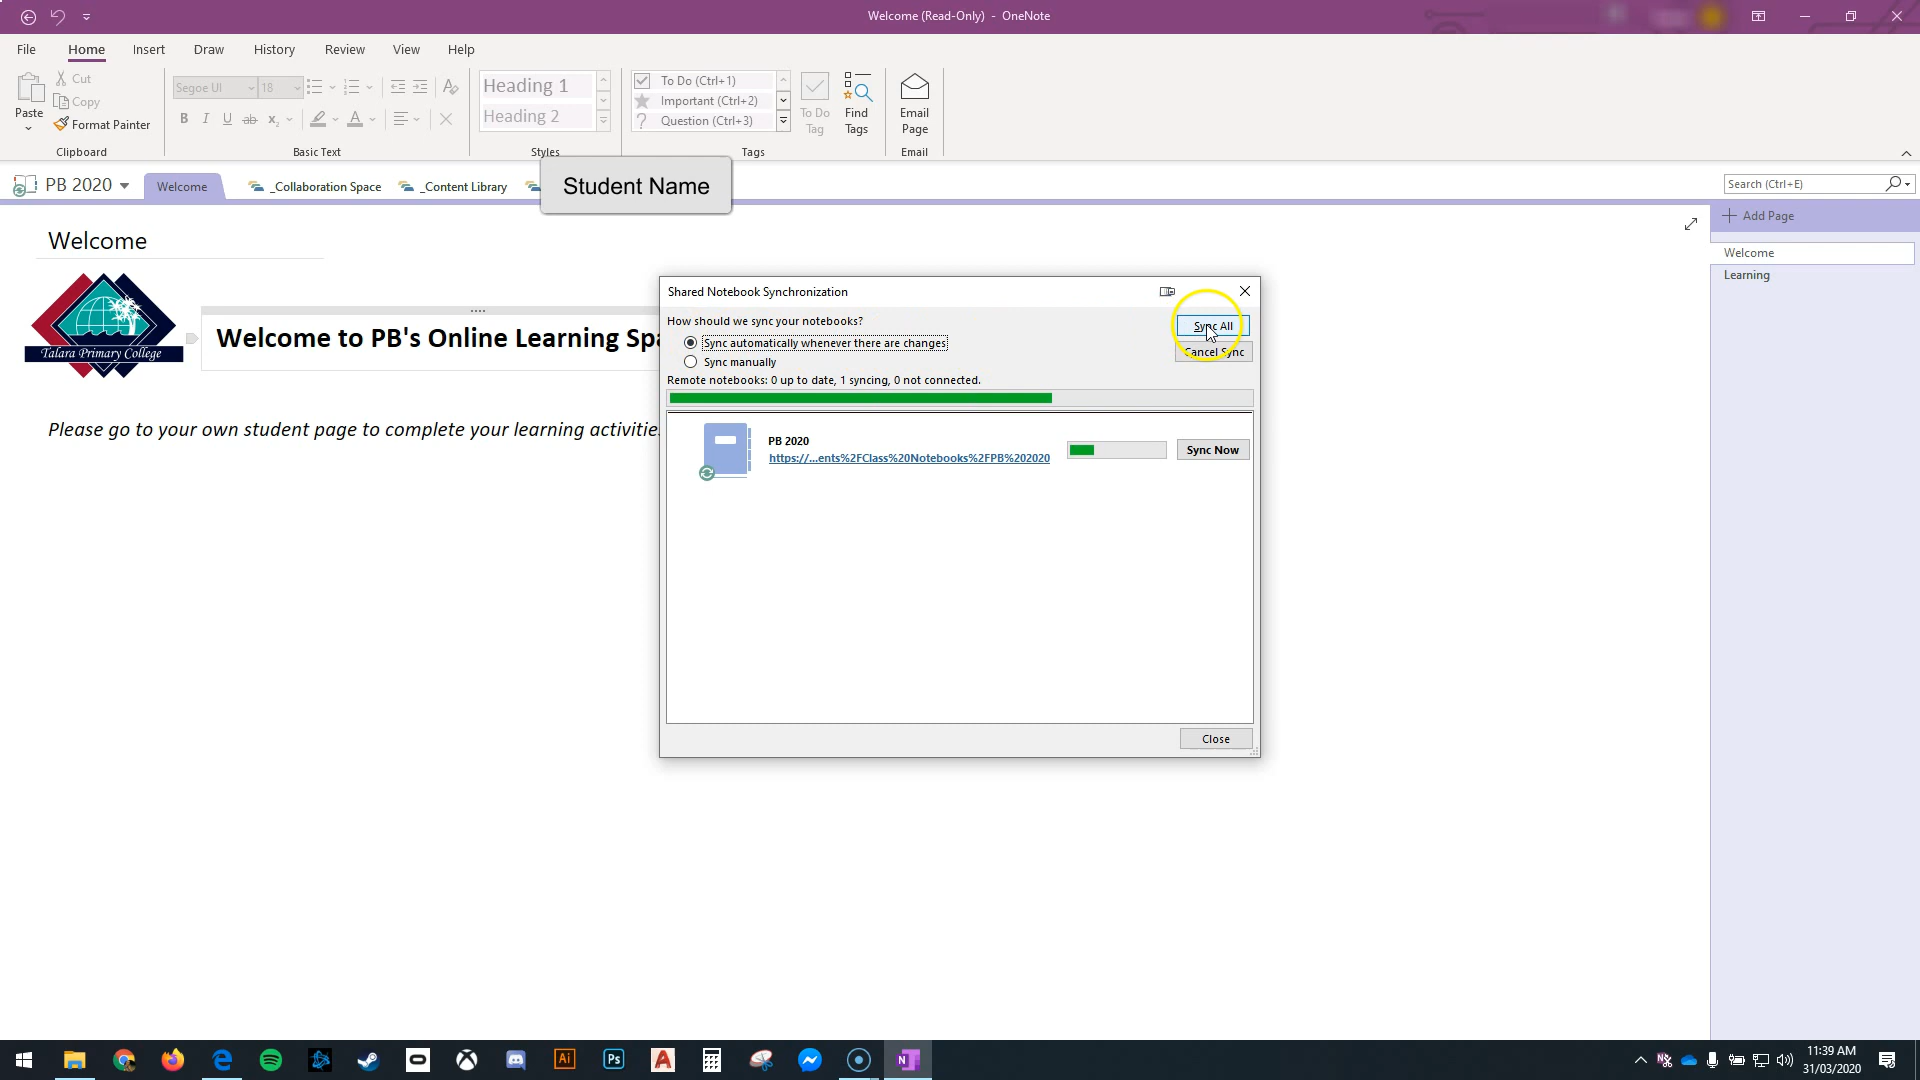 Welcome (Read-Only) - OneNote
File Home Insert Draw History Review View Help
Paste
Cut
Copy
Format Painter
Clipboard
Segoe UI 18
B I U ab x₂ A
Basic Text
Heading 1
Heading 2
Styles
To Do (Ctrl+1)
Important (Ctrl+2)
Question (Ctrl+3)
To Do
Tag
Find
Tags
Tags
Email
Page
Email
PB 2020
Welcome
_Collaboration Space
_Content Library
Student Name
Search (Ctrl+E)
Add Page
Welcome
Learning
Welcome
Talara Primary College
Welcome to PB's Online Learning Spa
Please go to your own student page to complete your learning activitie
Shared Notebook Synchronization
How should we sync your notebooks?
Sync All
Sync automatically whenever there are changes
Cancel Sync
Sync manually
Remote notebooks: 0 up to date, 1 syncing, 0 not connected.
PB 2020
https://...ents%2FClass%20Notebooks%2FPB%202020
Sync Now
Close
Ai
Ps
A
N
11:39 AM
31/03/2020